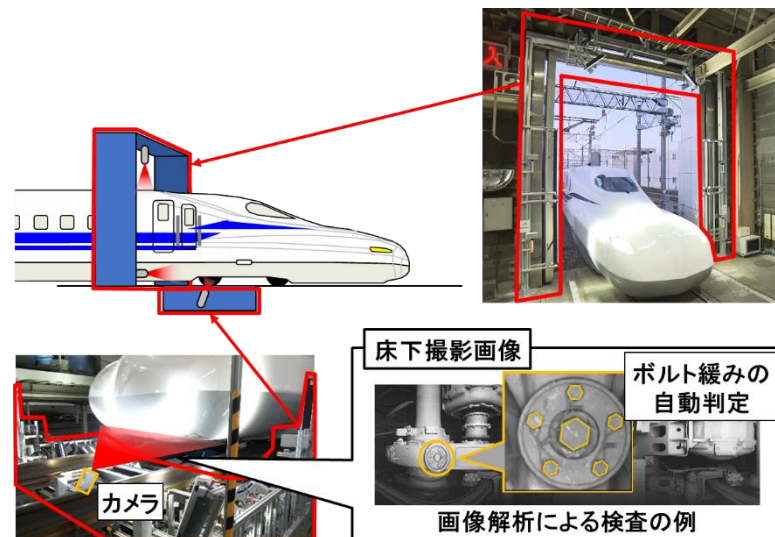 入
床下撮影画像
ボルト緩みの
自動判定
カメラ
画像解析による検査の例